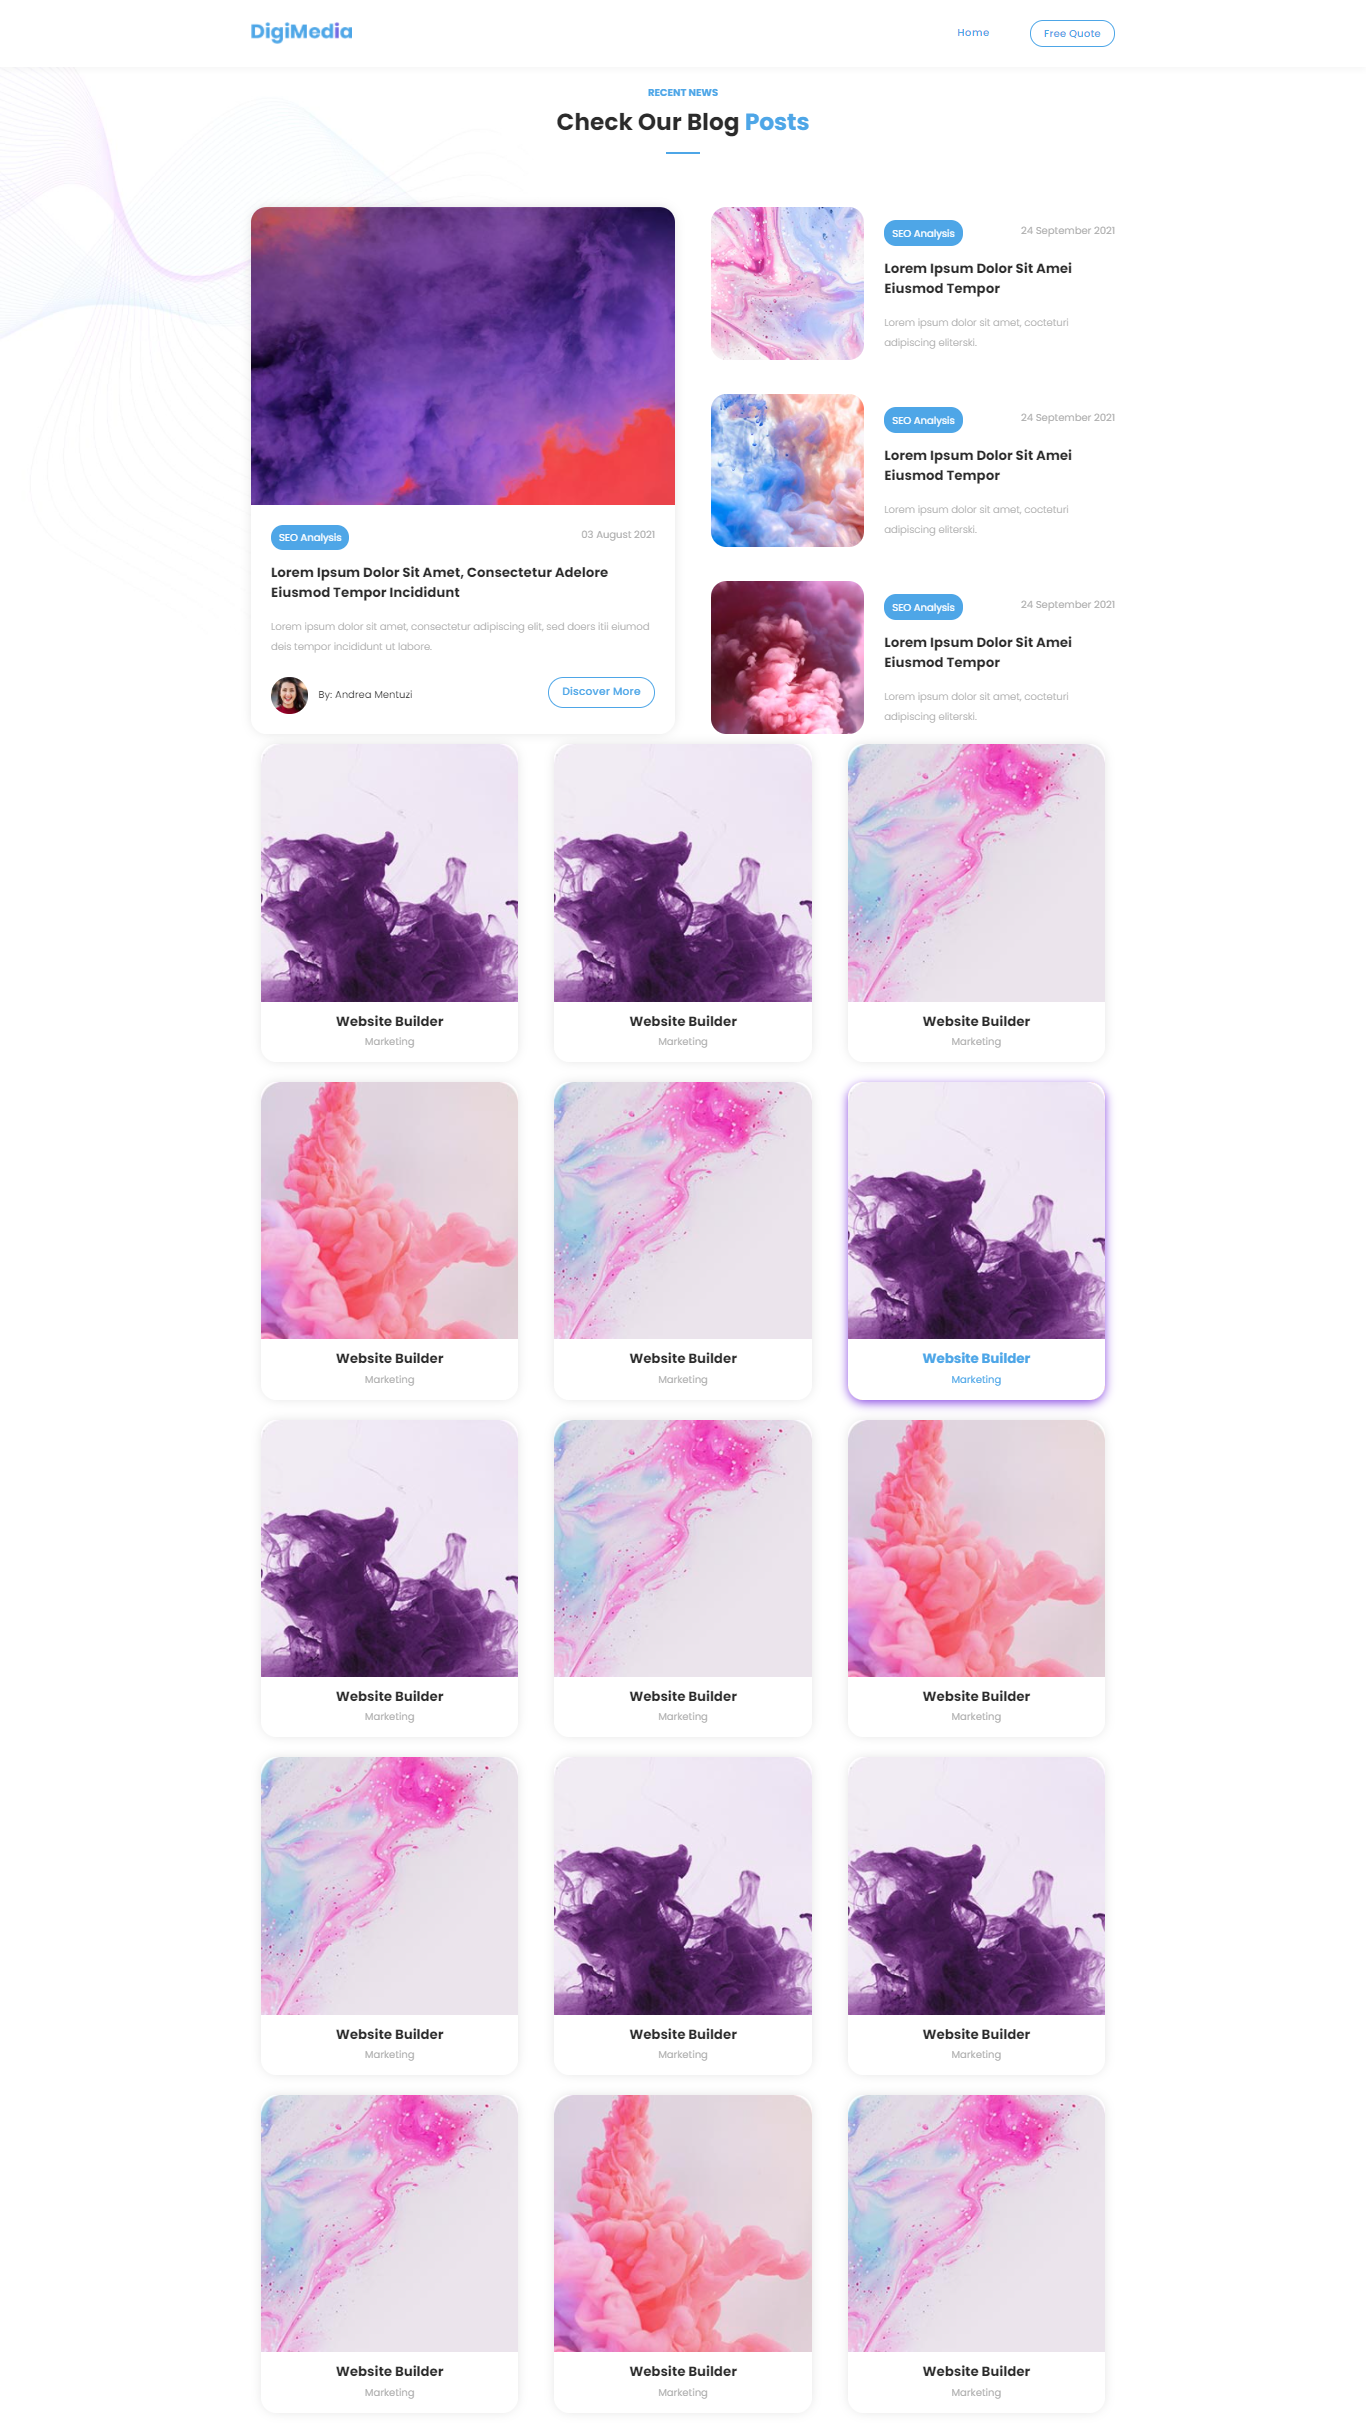 DigiMedia
Home
Free Quote
RECENT NEWS
Check Our Blog Posts
SEO Analysis
03 August 2021
Lorem Ipsum Dolor Sit Amet, Consectetur Adelore
Eiusmod Tempor Incididunt
Lorem ipsum dolor sit amet, consectetur adipiscing elit, sed doers itii eiumod
deis tempor incididunt ut labore.
By: Andrea Mentuzi
Discover More
SEO Analysis
24 September 2021
Lorem Ipsum Dolor Sit Amei
Eiusmod Tempor
Lorem ipsum dolor sit amet, cocteturi
adipiscing eliterski.
SEO Analysis
24 September 2021
Lorem Ipsum Dolor Sit Amei
Eiusmod Tempor
Lorem ipsum dolor sit amet, cocteturi
adipiscing eliterski.
SEO Analysis
24 September 2021
Lorem Ipsum Dolor Sit Amei
Eiusmod Tempor
Lorem ipsum dolor sit amet, cocteturi
adipiscing eliterski.
Website Builder
Marketing
Website Builder
Marketing
Website Builder
Marketing
Website Builder
Marketing
Website Builder
Marketing
Website Builder
Marketing
Website Builder
Marketing
Website Builder
Marketing
Website Builder
Marketing
Website Builder
Marketing
Website Builder
Marketing
Website Builder
Marketing
Website Builder
Marketing
Website Builder
Marketing
Website Builder
Marketing